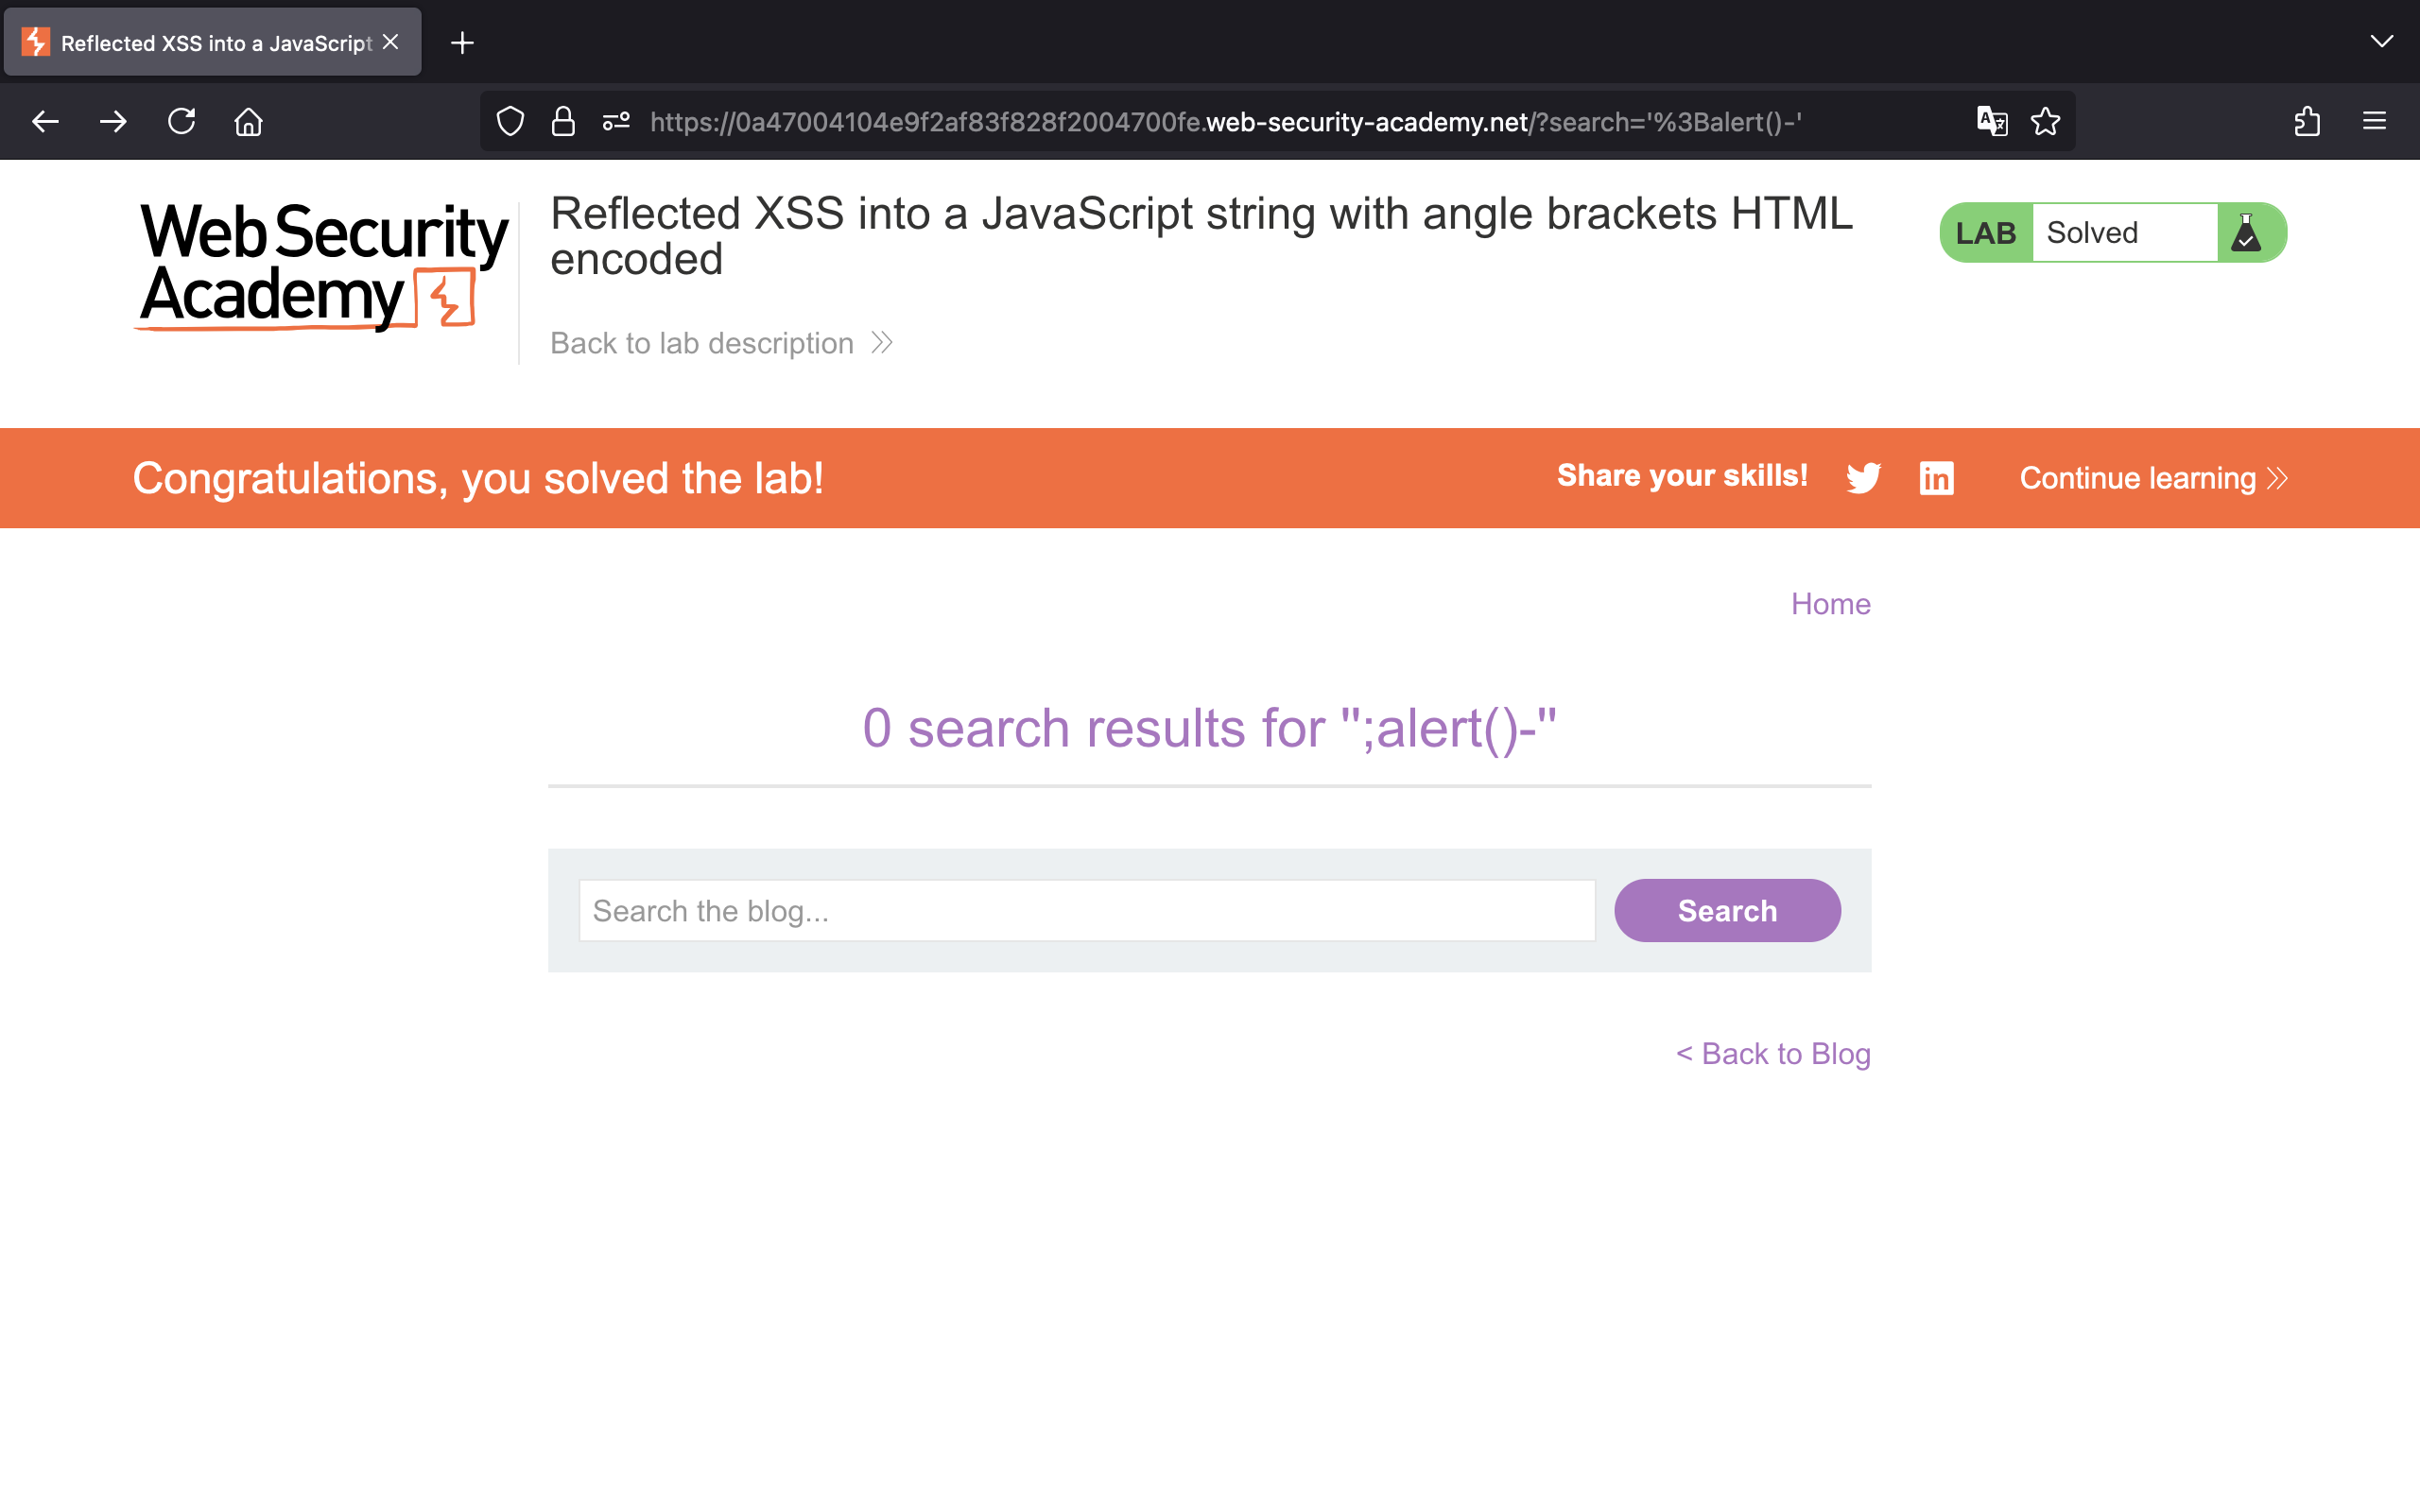 Reflected XSS into a JavaScript
https://0a47004104e9f2af83f828f2004700fe.web-security-academy.net/?search='%3Balert()-'
Web Security
Academy
Reflected XSS into a JavaScript string with angle brackets HTML
encoded
Back to lab description
LAB Solved
Congratulations, you solved the lab!
Share your skills!
Continue learning
Home
0 search results for '';alert()-''
Search the blog...
Search
< Back to Blog